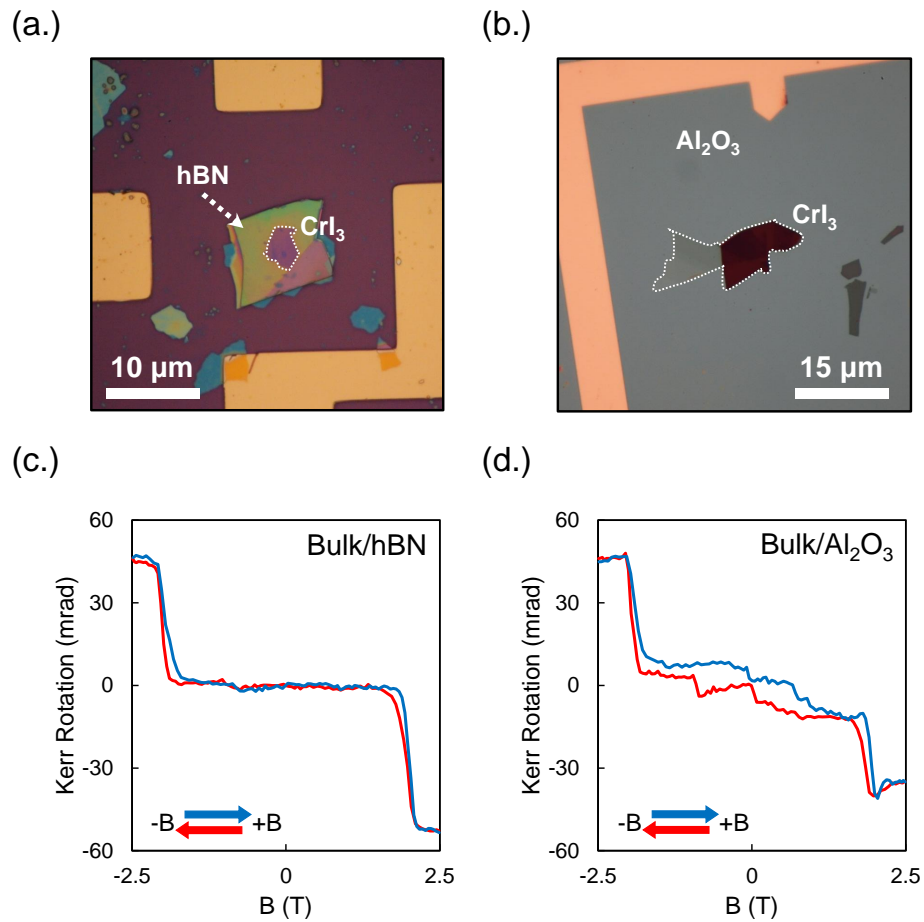 (a.)
(b.)
hBN
CrI₃
10 μm
Al₂O₃
CrI₃
15 μm
(c.)
(d.)
Kerr Rotation (mrad)
60
30
0
-30
-60
Bulk/hBN
-B
+B
-2.5
0
2.5
B (T)
Kerr Rotation (mrad)
60
30
0
-30
-60
Bulk/Al₂O₃
-B
+B
-2.5
0
2.5
B (T)